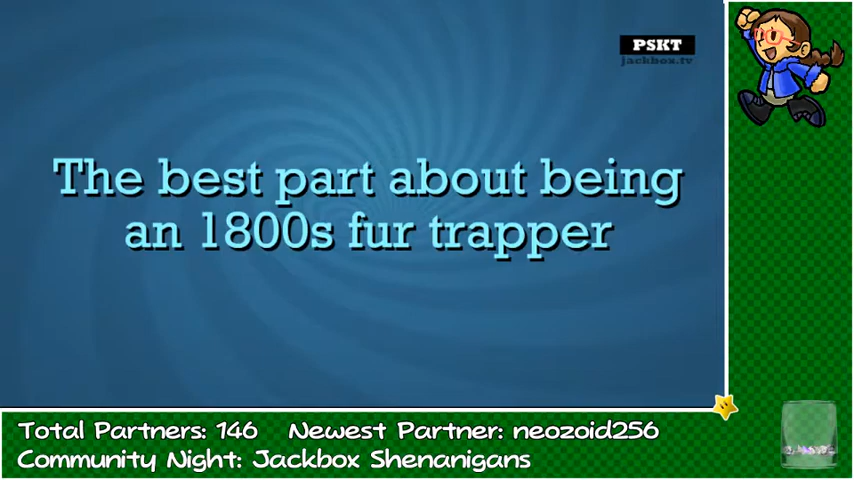 PSKT
jackbox.tv
The best part about being
an 1800s fur trapper
Total Partners: 146 Newest Partner: neozoid256
Community Night: Jackbox Shenanigans